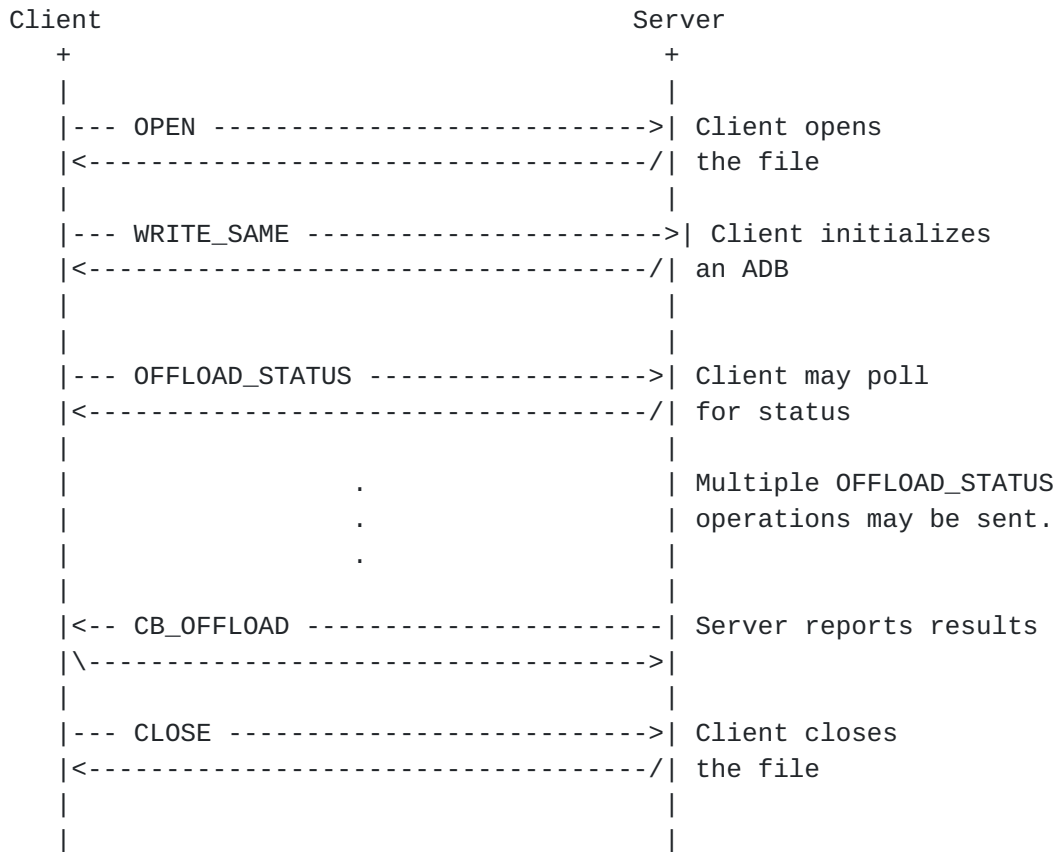 Client                                  Server
   +                                      +
   |                                      |
   |--- OPEN ---------------------------->| Client opens
   |<------------------------------------/| the file
   |                                      |
   |--- WRITE_SAME ----------------------->| Client initializes
   |<------------------------------------/| an ADB
   |                                      |
   |                                      |
   |--- OFFLOAD_STATUS ------------------>| Client may poll
   |<------------------------------------/| for status
   |                                      |
   |                  .                   | Multiple OFFLOAD_STATUS
   |                  .                   | operations may be sent.
   |                  .                   |
   |                                      |
   |<-- CB_OFFLOAD -----------------------| Server reports results
   |\------------------------------------>|
   |                                      |
   |--- CLOSE --------------------------->| Client closes
   |<------------------------------------/| the file
   |                                      |
   |                                      |